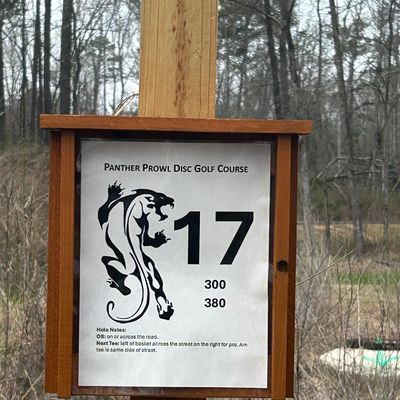 PANTHER PROWL DISC GOLF COURSE
17
300
380
Hole Notes:
OB: on or across the road.
Next Tee: left of basket across the street on the right for pro. Am
tee is same side of street.